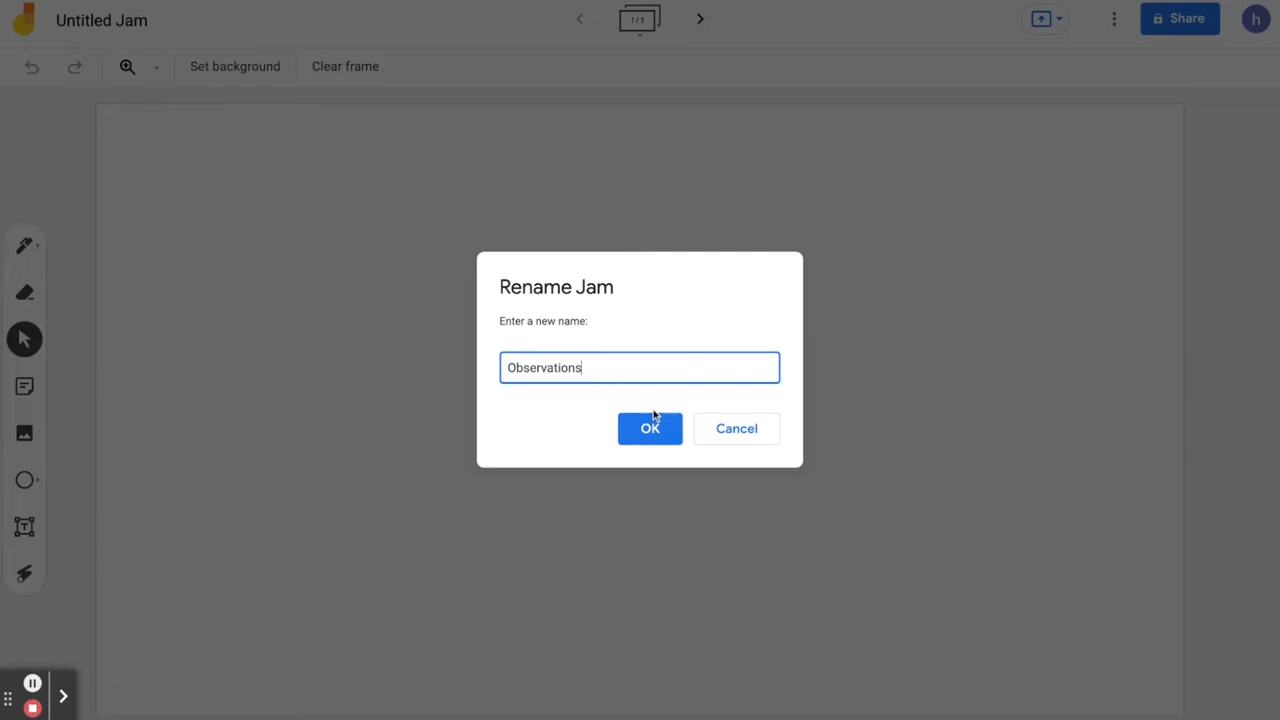 Untitled Jam
1/1
Share
h
Set background
Clear frame
Rename Jam
Enter a new name:
Observations
OK
Cancel
T